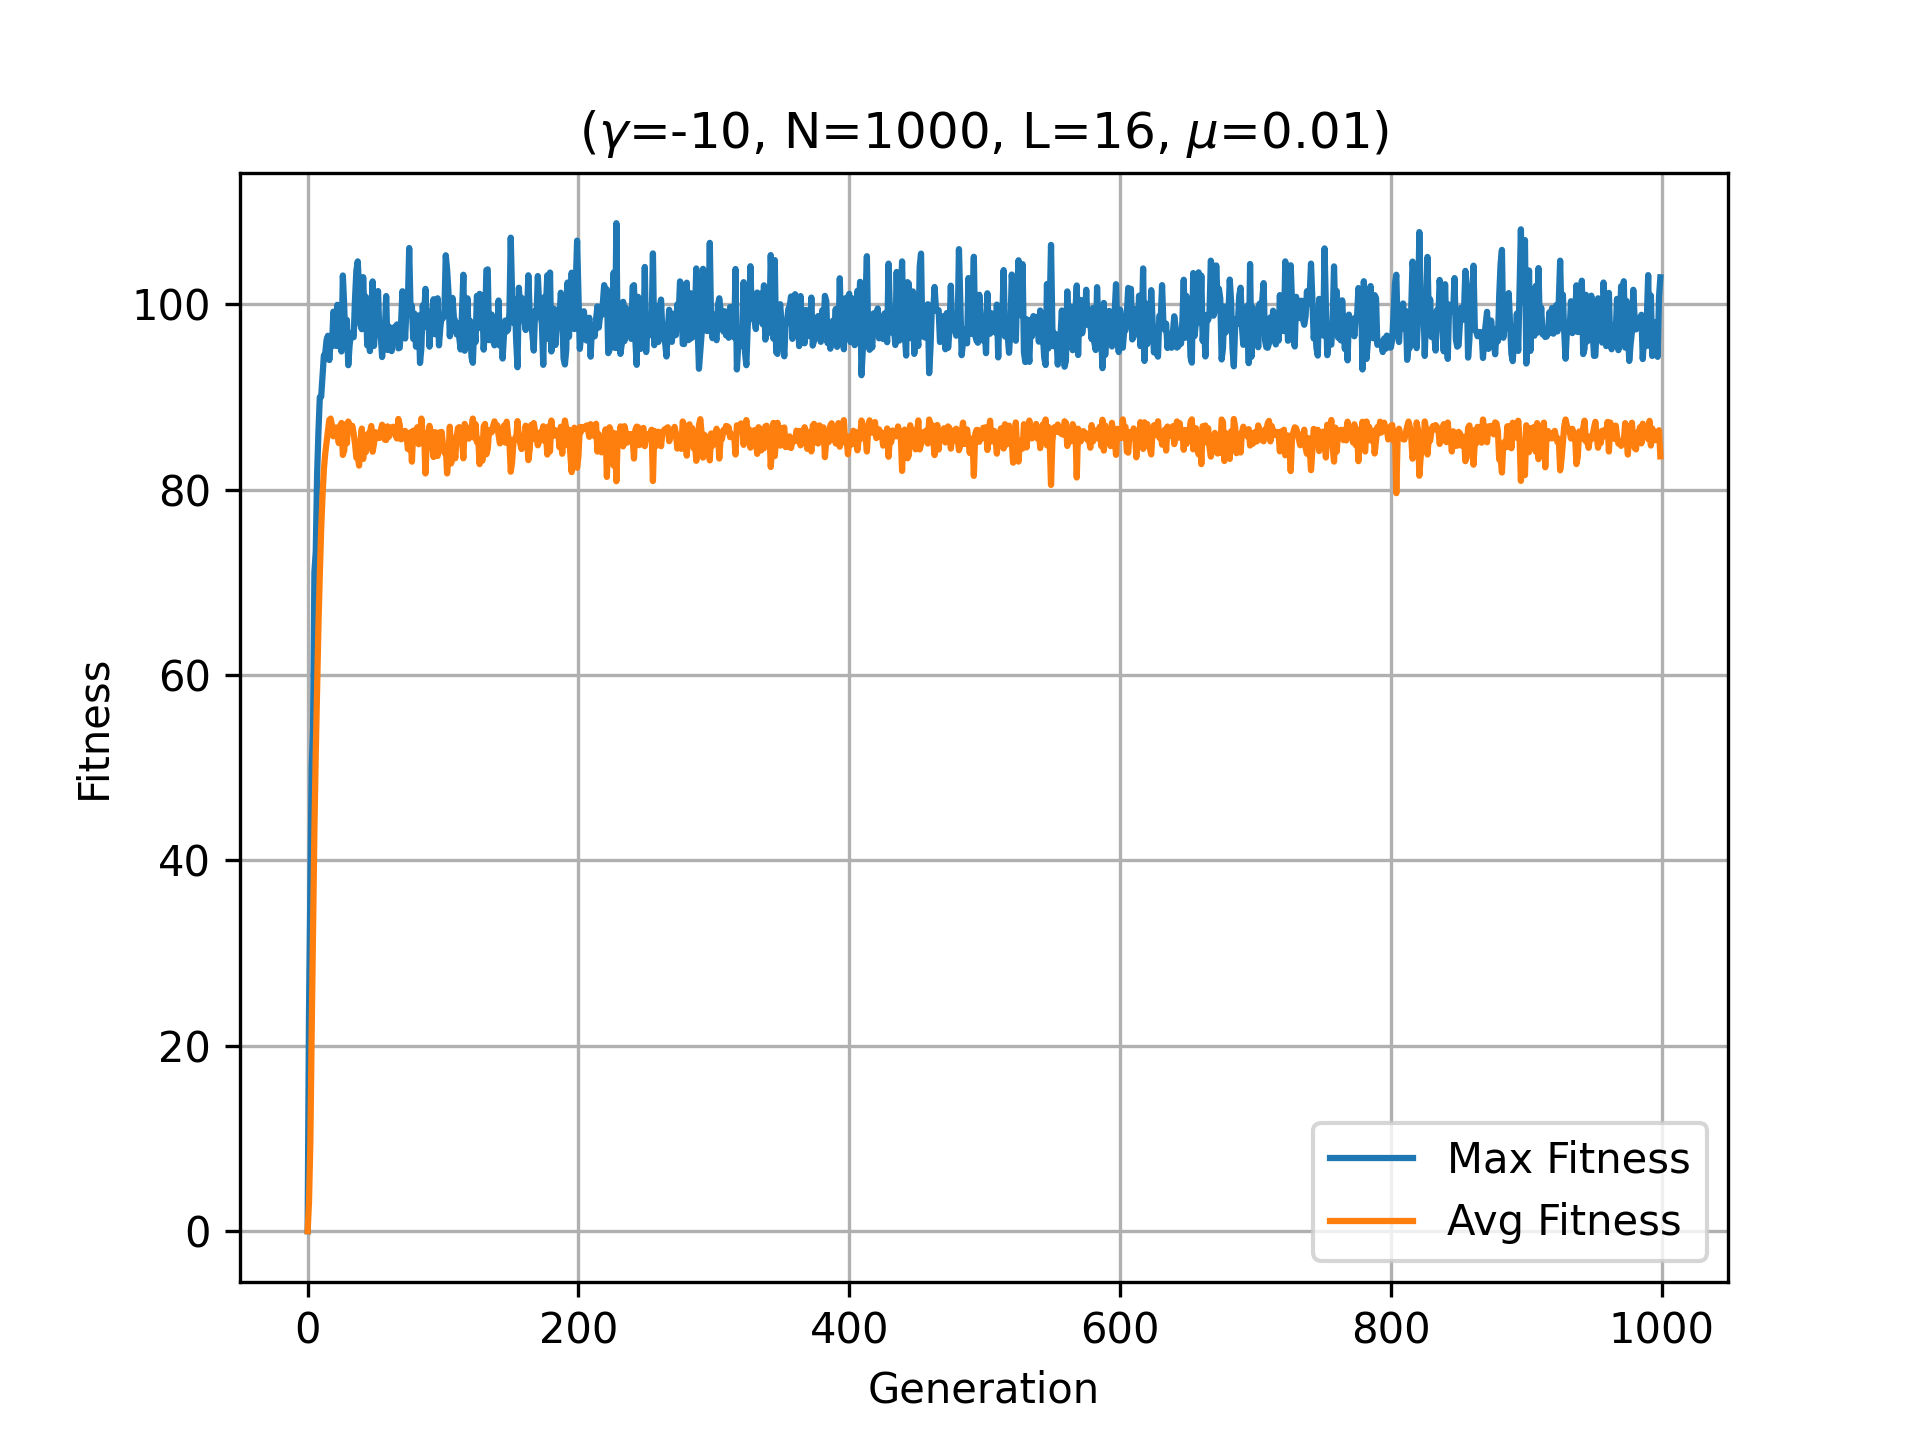 (γ=-10, N=1000, L=16, μ=0.01)
Fitness
100
80
60
40
20
0
0 200 400 600 800 1000
Generation
Max Fitness
Avg Fitness